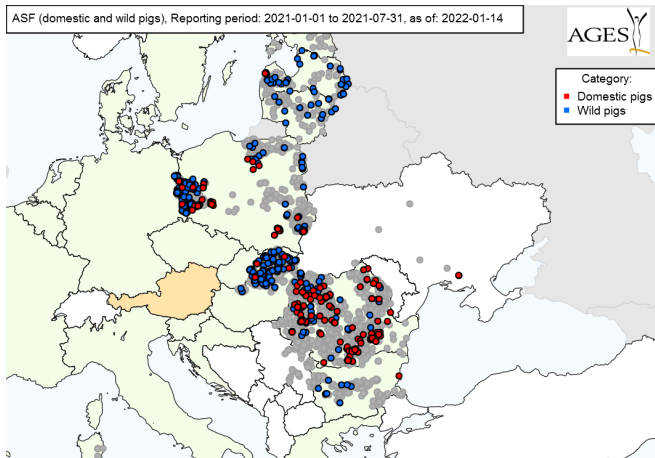 ASF (domestic and wild pigs), Reporting period: 2021-01-01 to 2021-07-31, as of: 2022-01-14
AGES
Category:
Domestic pigs
Wild pigs